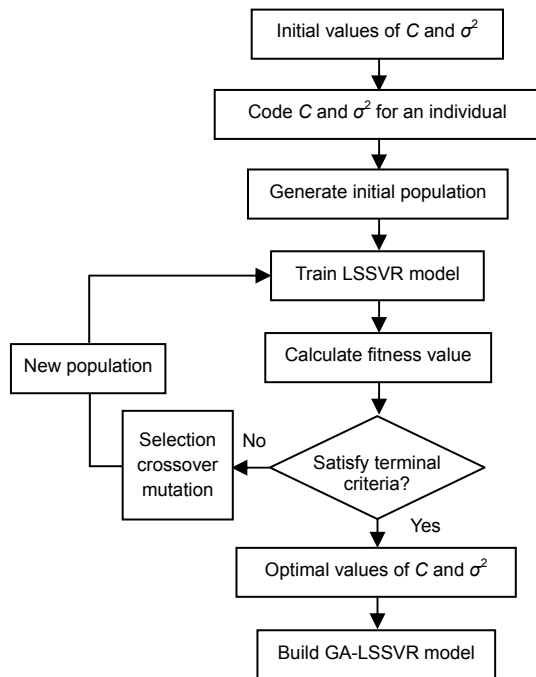 Initial values of C and σ²
Code C and σ² for an individual
Generate initial population
Train LSSVR model
Calculate fitness value
New population
Selection
crossover
mutation
No
Satisfy terminal
criteria?
Yes
Optimal values of C and σ²
Build GA-LSSVR model